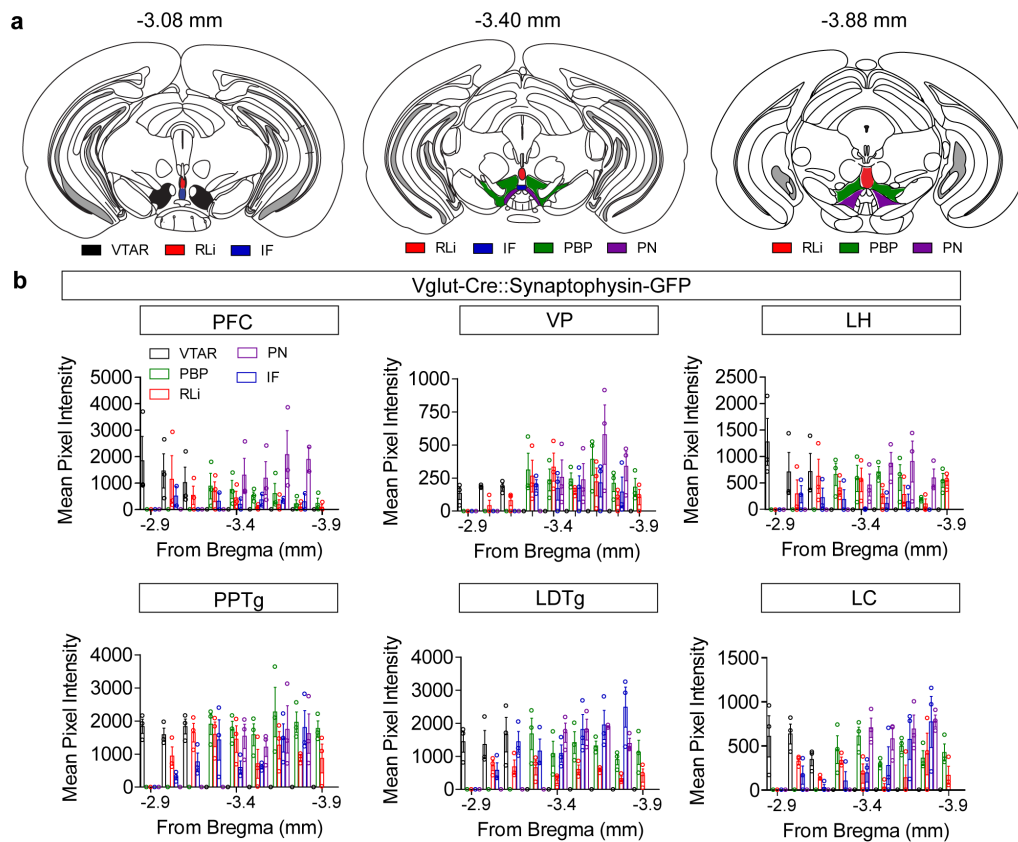 a
-3.08 mm
-3.40 mm
-3.88 mm
VTAR RLi IF
RLi IF PBP PN
RLi PBP PN
b
Vglut-Cre::Synaptophysin-GFP
PFC
VTAR PN
PBP IF
RLi
Mean Pixel Intensity
5000
4000
3000
2000
1000
0
-2.9 -3.4 -3.9
From Bregma (mm)
VP
Mean Pixel Intensity
1000
750
500
250
0
-2.9 -3.4 -3.9
From Bregma (mm)
LH
Mean Pixel Intensity
2500
2000
1500
1000
500
0
-2.9 -3.4 -3.9
From Bregma (mm)
PPTg
Mean Pixel Intensity
4000
3000
2000
1000
0
-2.9 -3.4 -3.9
From Bregma (mm)
LDTg
Mean Pixel Intensity
4000
3000
2000
1000
0
-2.9 -3.4 -3.9
From Bregma (mm)
LC
Mean Pixel Intensity
1500
1000
500
0
-2.9 -3.4 -3.9
From Bregma (mm)